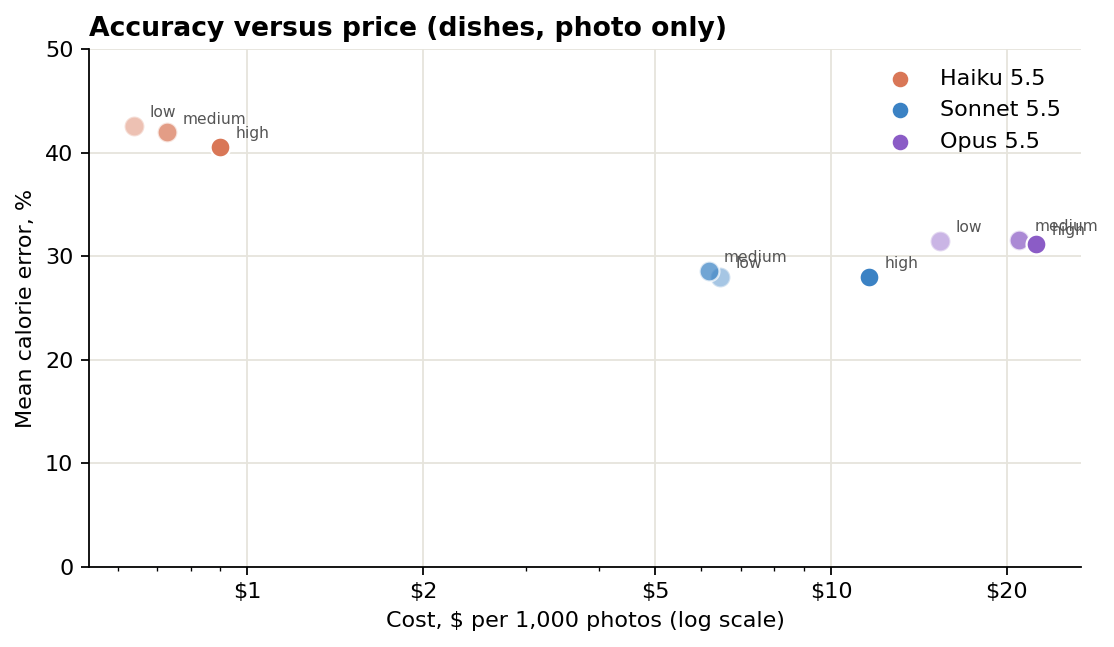 Accuracy versus price (dishes, photo only)
50
40
30
20
10
0
Mean calorie error, %
low
medium
high
medium
low
high
low
medium
high
Haiku 5.5
Sonnet 5.5
Opus 5.5
$1
$2
$5
$10
$20
Cost, $ per 1,000 photos (log scale)